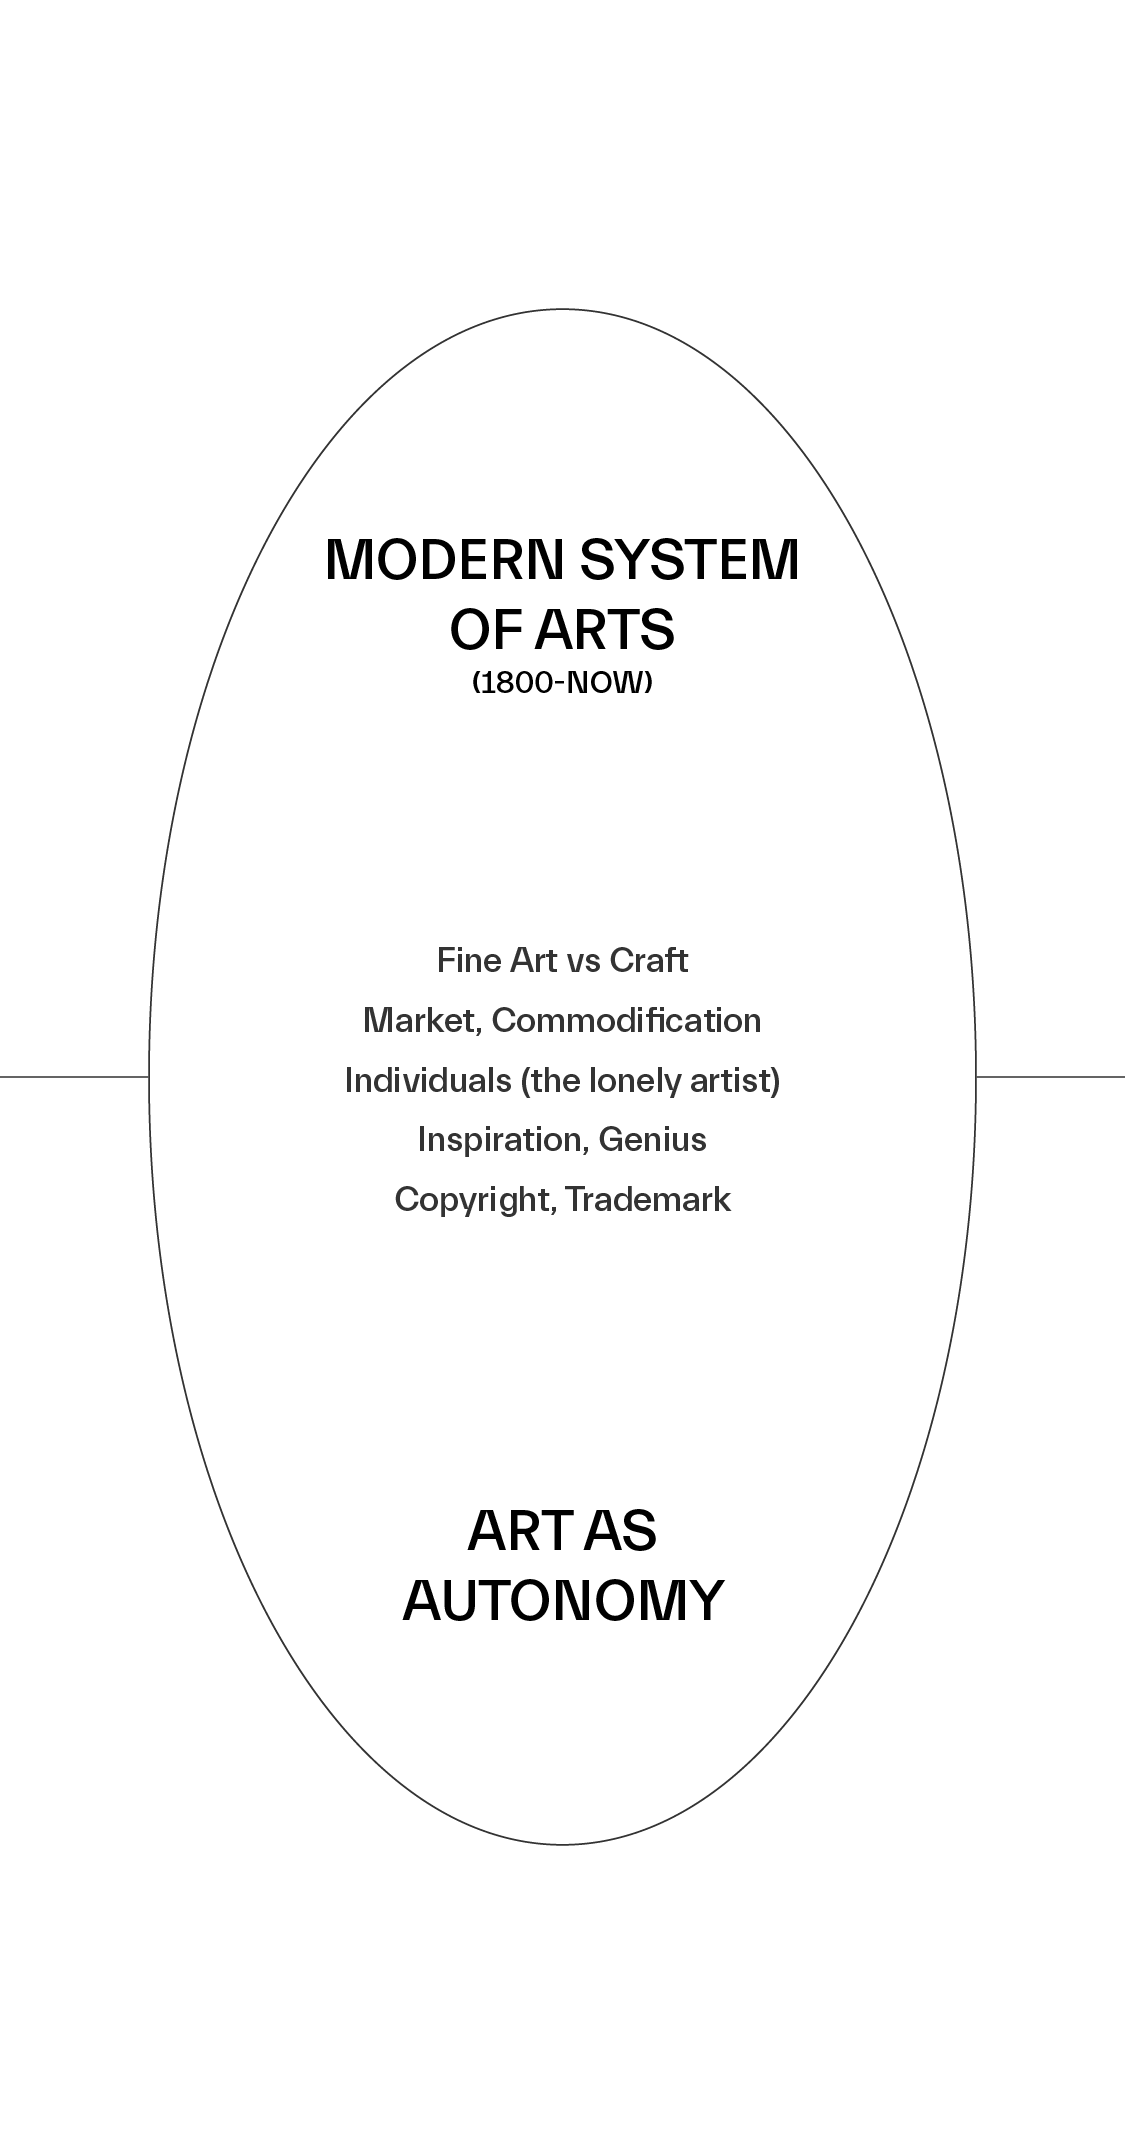 MODERN SYSTEM
OF ARTS
(1800-NOW)
Fine Art vs Craft
Market, Commodification
Individuals (the lonely artist)
Inspiration, Genius
Copyright, Trademark
ART AS
AUTONOMY